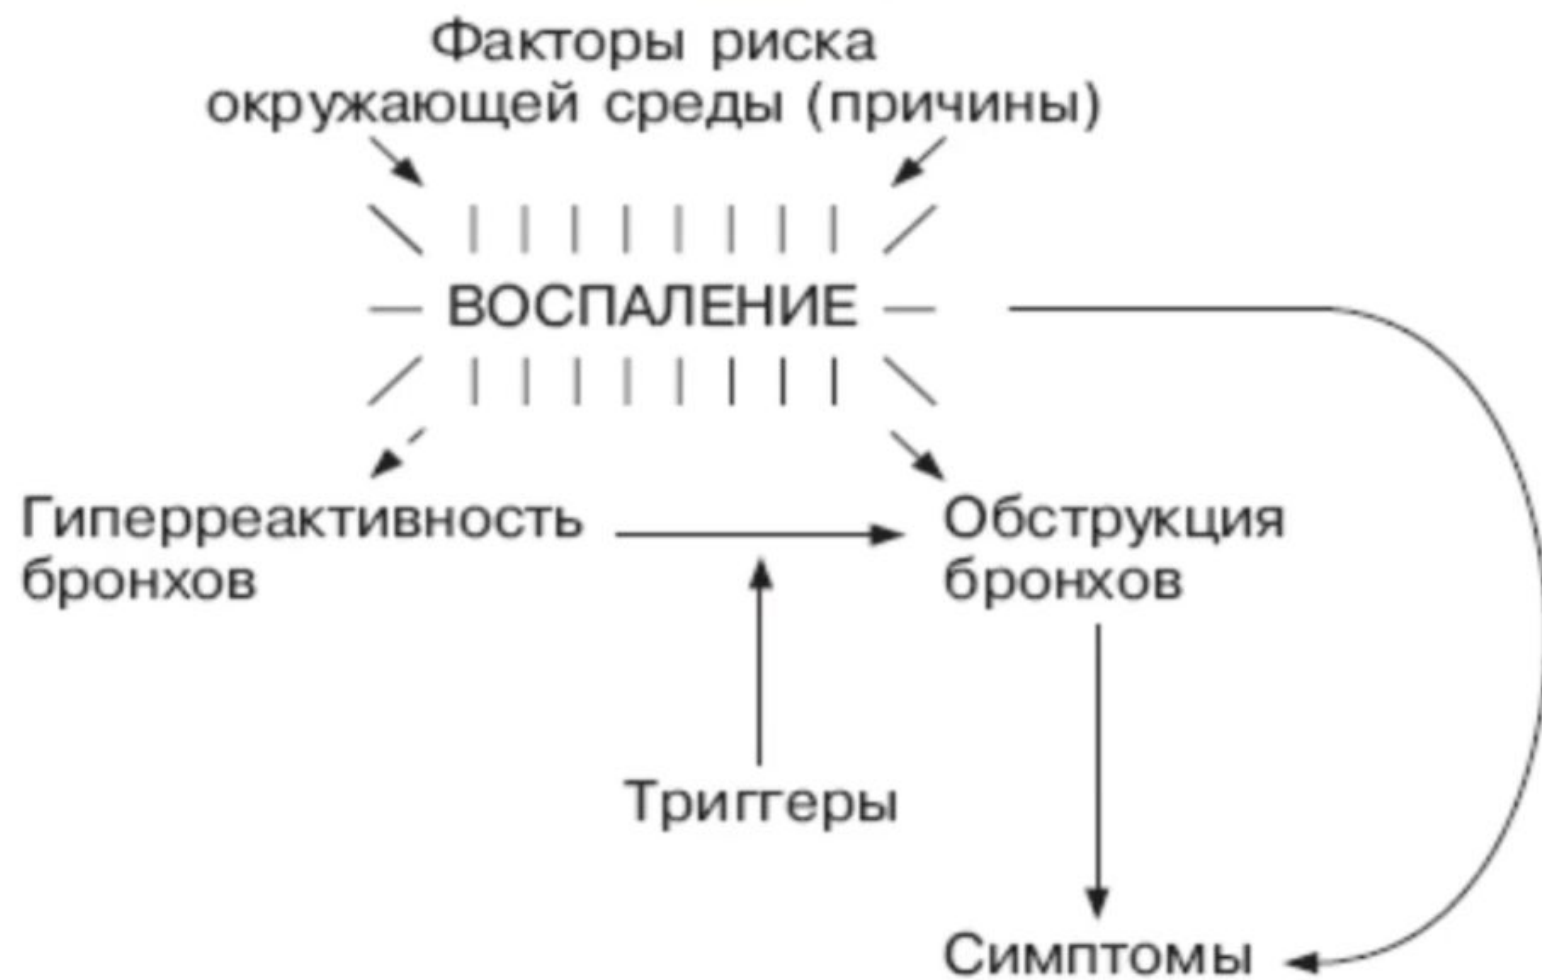 Факторы риска
окружающей среды (причины)
ВОСПАЛЕНИЕ
Гиперреактивность
бронхов
Обструкция
бронхов
Триггеры
Симптомы